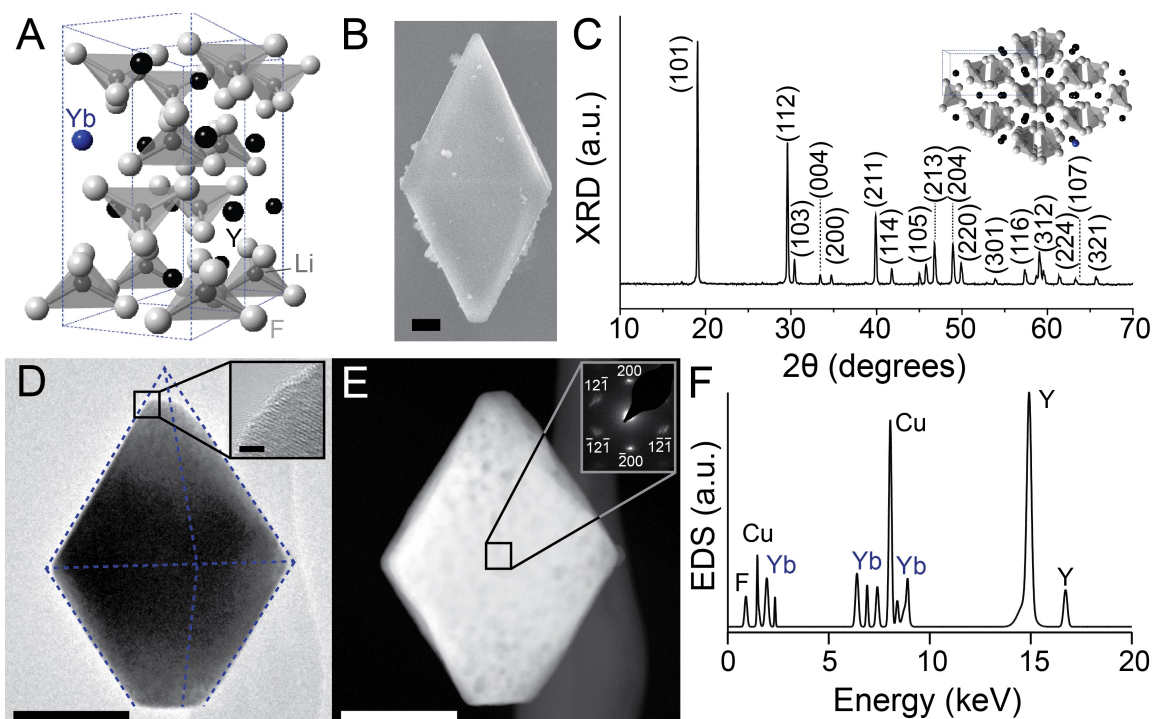 A
Yb
Y
Li
F
B
C
XRD (a.u.)
(101)
(112)
(103)
(004)
(200)
(211)
(114)
(105)
(213)
(204)
(220)
(301)
(116)
(312)
(224)
(107)
(321)
10 20 30 40 50 60 70
2θ (degrees)
D
E
200
121̄
1̄21̄
12̄1̄
2̄00
F
EDS (a.u.)
F
Cu
Yb
Yb
Cu
Yb
Y
Y
0 5 10 15 20
Energy (keV)